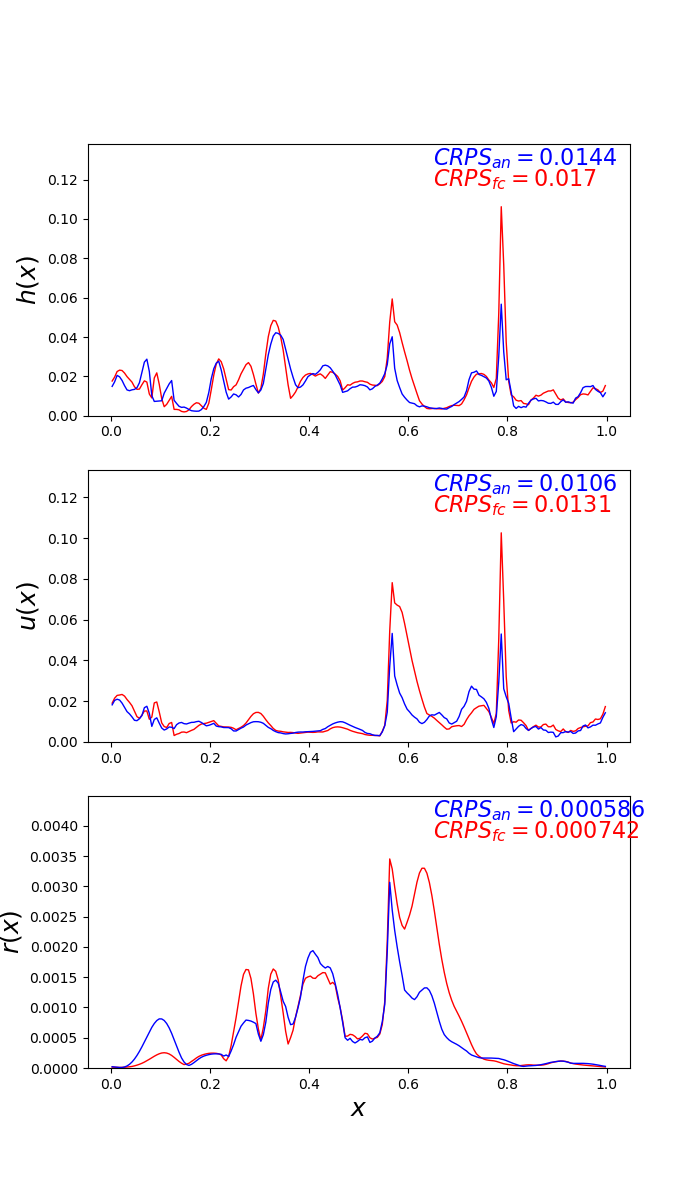 CRPS_an = 0.0144
CRPS_fc = 0.017
h(x)
0.12
0.10
0.08
0.06
0.04
0.02
0.00
0.0 0.2 0.4 0.6 0.8 1.0
CRPS_an = 0.0106
CRPS_fc = 0.0131
u(x)
0.12
0.10
0.08
0.06
0.04
0.02
0.00
0.0 0.2 0.4 0.6 0.8 1.0
CRPS_an = 0.000586
CRPS_fc = 0.000742
r(x)
0.0040
0.0035
0.0030
0.0025
0.0020
0.0015
0.0010
0.0005
0.0000
0.0 0.2 0.4 0.6 0.8 1.0
x